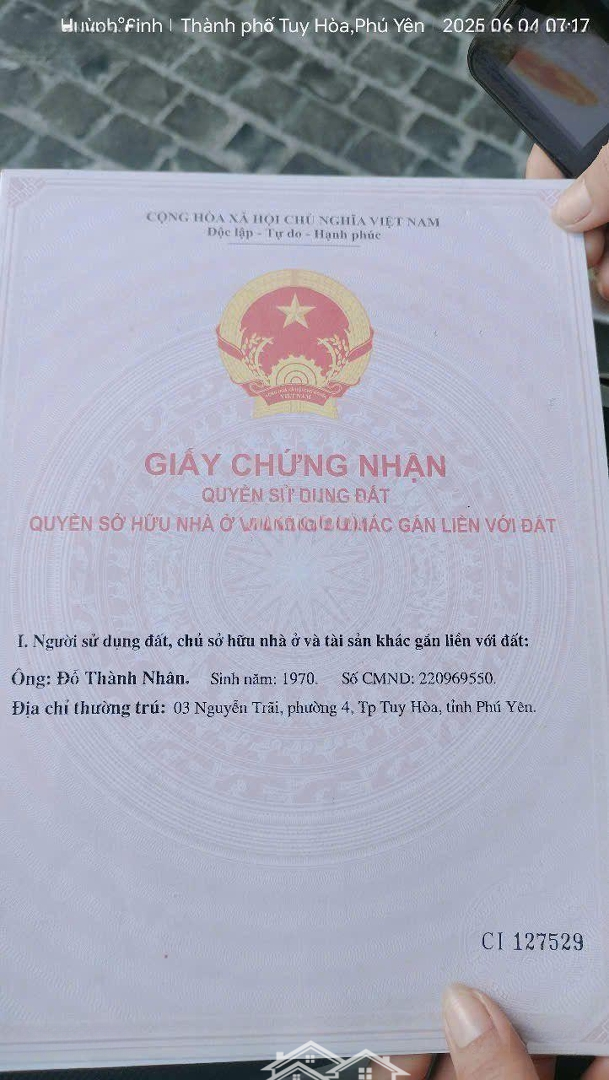 Thành phố Tuy Hòa,Phú Yên 2025 06 04 07:17
CỘNG HÒA XÃ HỘI CHỦ NGHĨA VIỆT NAM
Độc lập - Tự do - Hạnh phúc
VIỆT NAM
GIẤY CHỨNG NHẬN
QUYỀN SỬ DỤNG ĐẤT
QUYỀN SỞ HỮU NHÀ Ở VÀ KHÁC GẮN LIỀN VỚI ĐẤT
I. Người sử dụng đất, chủ sở hữu nhà ở và tài sản khác gắn liền với đất:
Ông: Đỗ Thành Nhân. Sinh năm: 1970. Số CMND: 220969550.
Địa chỉ thường trú: 03 Nguyễn Trãi, phường 4, Tp Tuy Hòa, tỉnh Phú Yên.
CI 127529